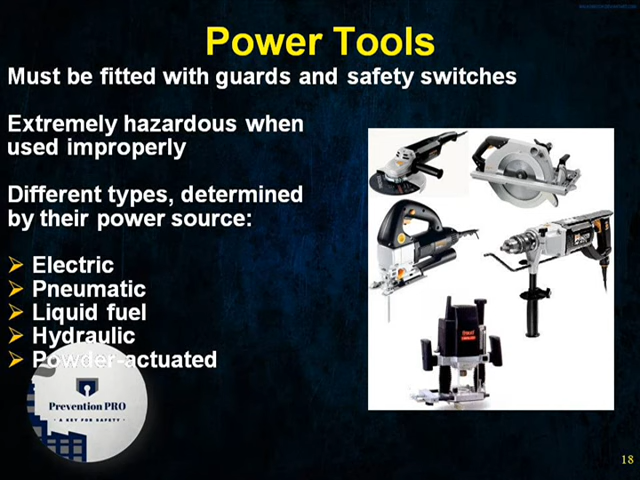 Power Tools
Must be fitted with guards and safety switches
Extremely hazardous when
used improperly
Different types, determined
by their power source:
Electric
Pneumatic
Liquid fuel
Hydraulic
Powder-actuated
Prevention PRO
• A KEY FOR SAFETY •
18